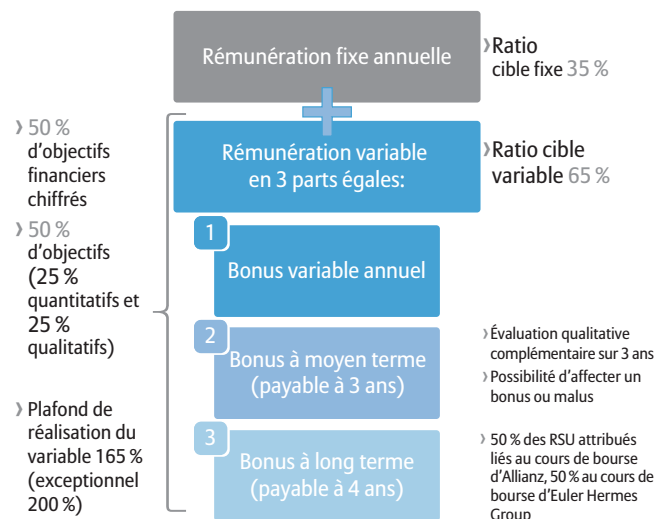 Rémunération fixe annuelle
》Ratio
cible fixe 35 %
+
Rémunération variable
en 3 parts égales:
》Ratio cible
variable 65 %
》50 %
d'objectifs
financiers
chiffrés
》50 %
d'objectifs
(25 %
quantitatifs et
25 %
qualitatifs)
》Plafond de
réalisation du
variable 165 %
(exceptionnel
200 %)
1
Bonus variable annuel
2
Bonus à moyen terme
(payable à 3 ans)
》Évaluation qualitative
complémentaire sur 3 ans
》Possibilité d'affecter un
bonus ou malus
3
Bonus à long terme
(payable à 4 ans)
》50 % des RSU attribués
liés au cours de bourse
d'Allianz, 50 % au cours de
bourse d'Euler Hermes
Group